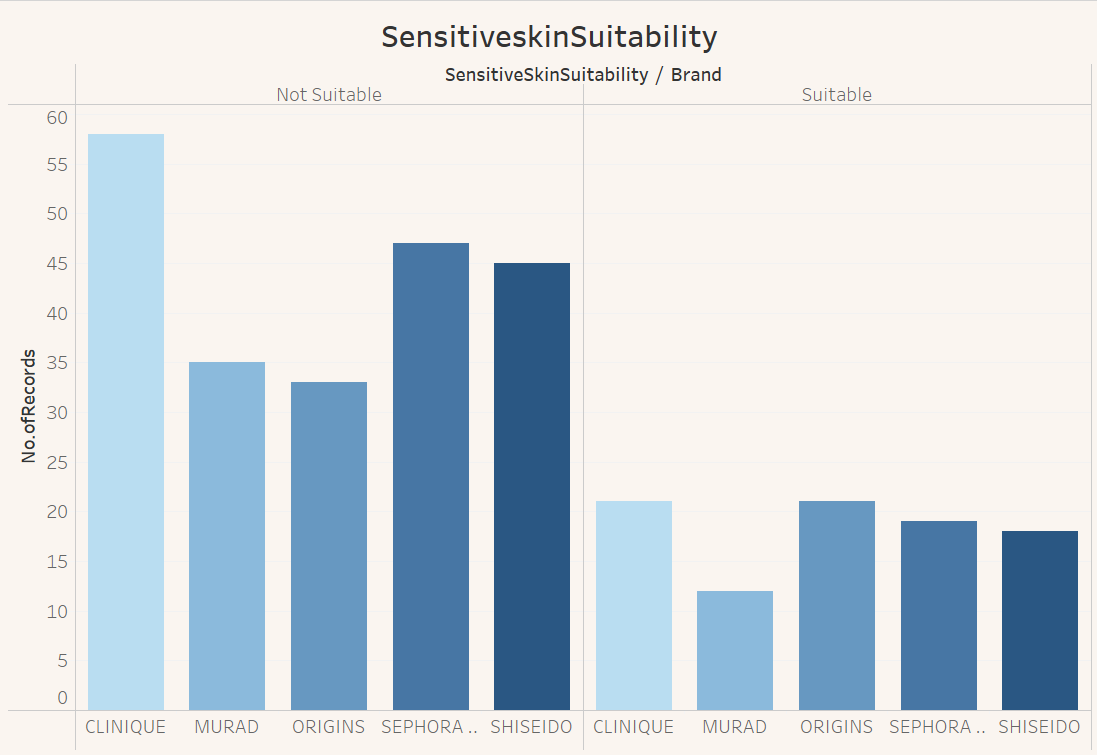 SensitiveskinSuitability
SensitiveSkinSuitability / Brand
Not Suitable
Suitable
No.ofRecords
60
55
50
45
40
35
30
25
20
15
10
5
0
CLINIQUE MURAD ORIGINS SEPHORA .. SHISEIDO CLINIQUE MURAD ORIGINS SEPHORA .. SHISEIDO